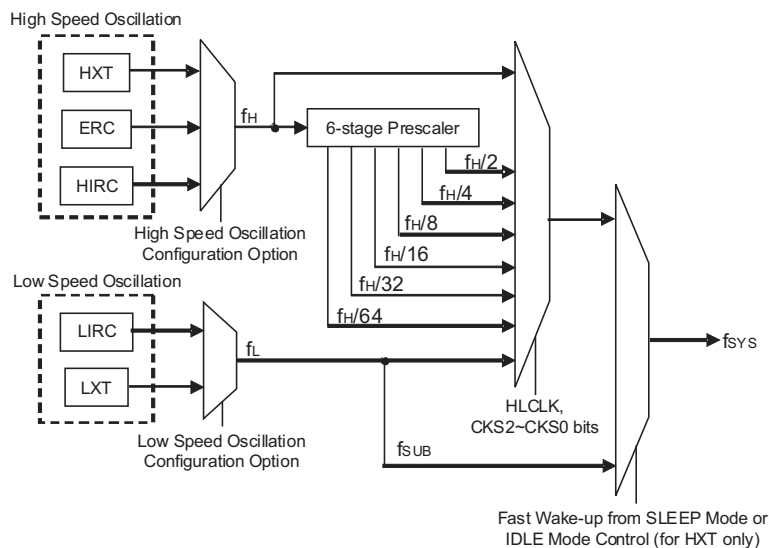 High Speed Oscillation
HXT
ERC
HIRC
fH
6-stage Prescaler
fH/2
fH/4
fH/8
fH/16
fH/32
fH/64
High Speed Oscillation
Configuration Option
Low Speed Oscillation
LIRC
LXT
fL
fSYS
HLCLK,
CKS2~CKS0 bits
Low Speed Oscillation
Configuration Option
fSUB
Fast Wake-up from SLEEP Mode or
IDLE Mode Control (for HXT only)